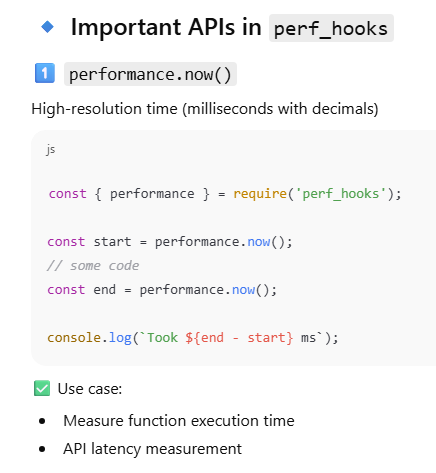 🔹 Important APIs in perf_hooks
1️⃣ performance.now()
High-resolution time (milliseconds with decimals)
js
const { performance } = require('perf_hooks');
const start = performance.now();
// some code
const end = performance.now();
console.log(`Took ${end - start} ms`);
✅ Use case:
• Measure function execution time
• API latency measurement